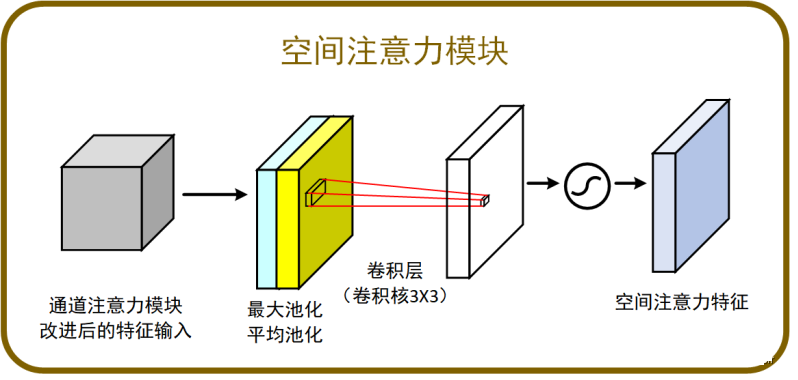 空间注意力模块
通道注意力模块
改进后的特征输入
最大池化
平均池化
卷积层
（卷积核3X3）
空间注意力特征